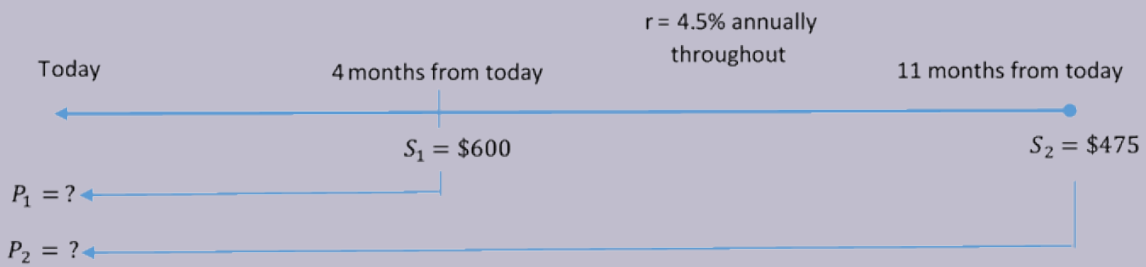 r = 4.5% annually
throughout
Today
4 months from today
11 months from today
S₁ = $600
S₂ = $475
P₁ = ?
P₂ = ?